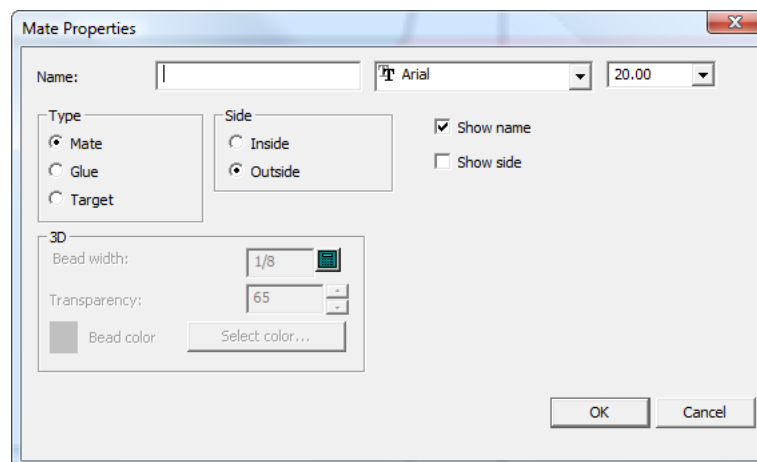 Mate Properties
Name: Arial 20.00
Type Side
Mate Inside Show name
Glue Outside Show side
Target
3D
Bead width: 1/8
Transparency: 65
Bead color Select color...
OK Cancel